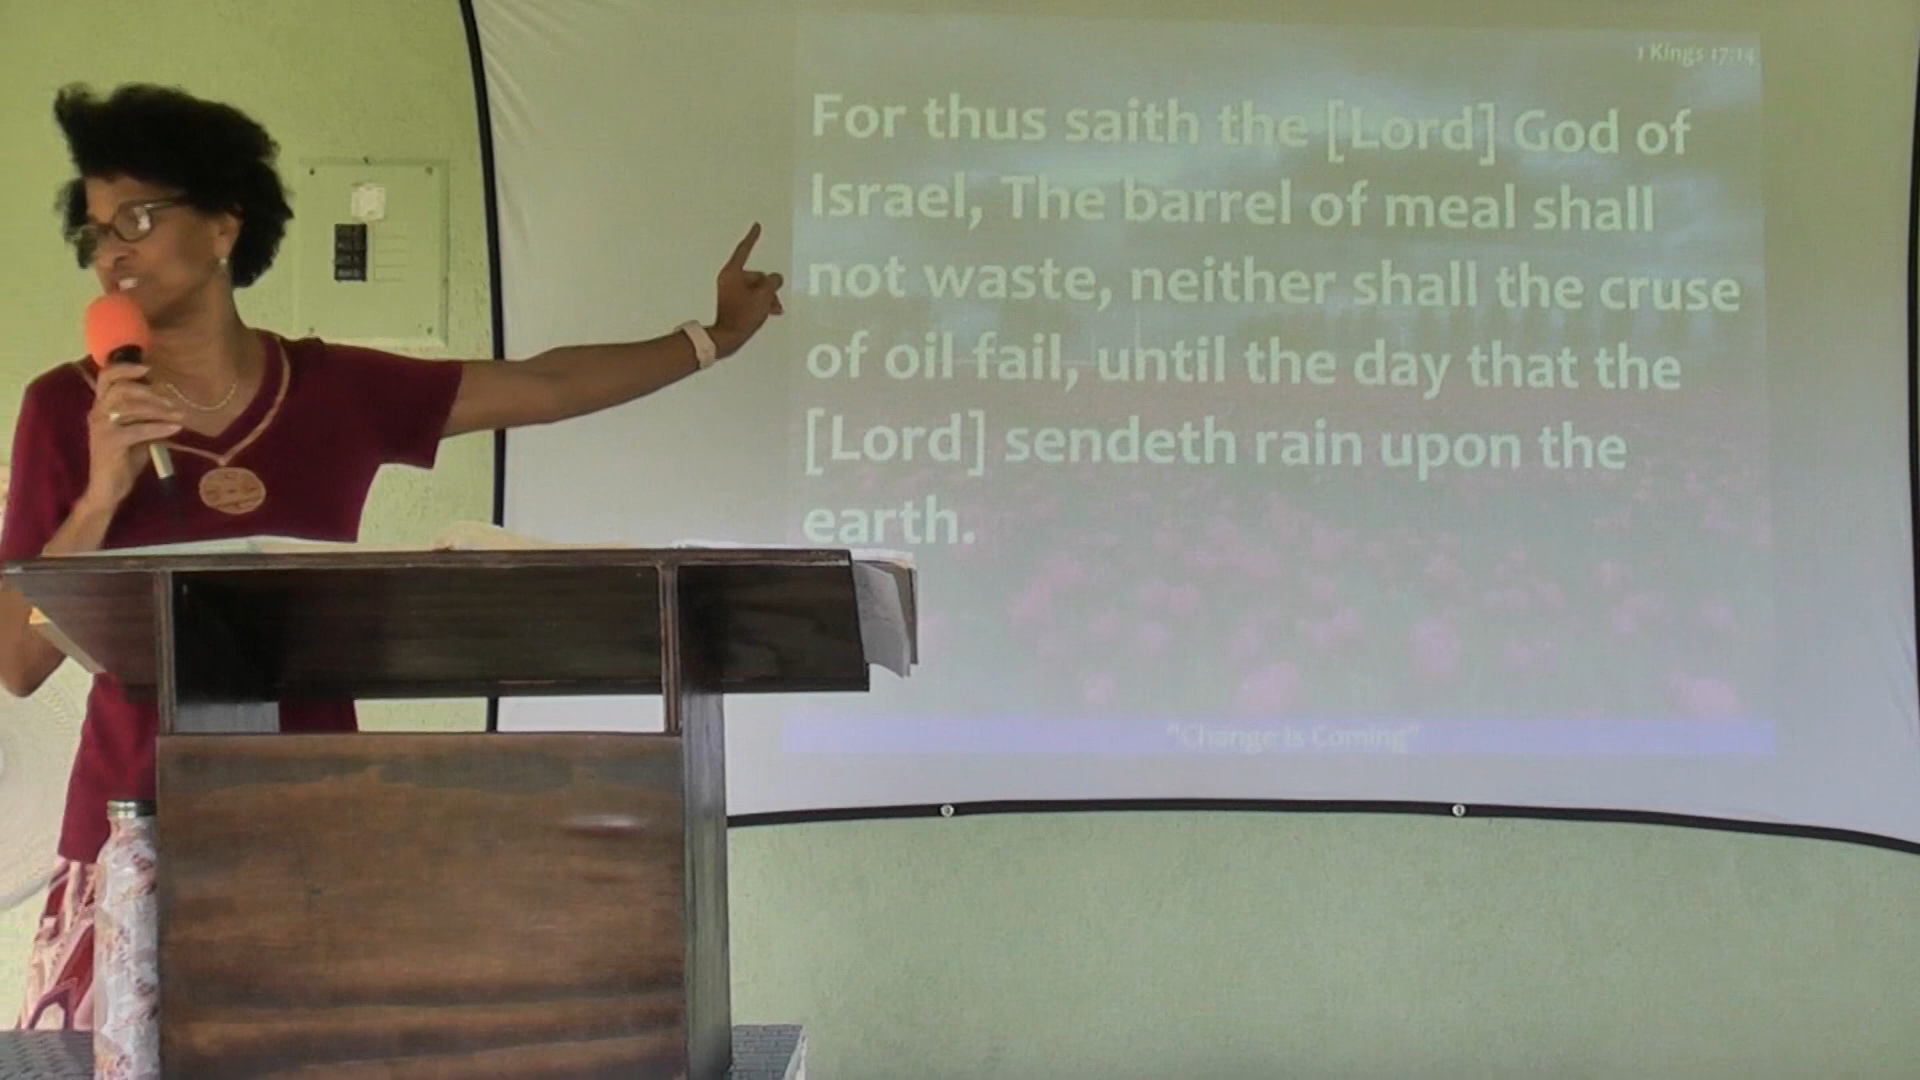 1 Kings 17:14
For thus saith the [Lord] God of
Israel, The barrel of meal shall
not waste, neither shall the cruse
of oil fail, until the day that the
[Lord] sendeth rain upon the
earth.
"Change is Coming"